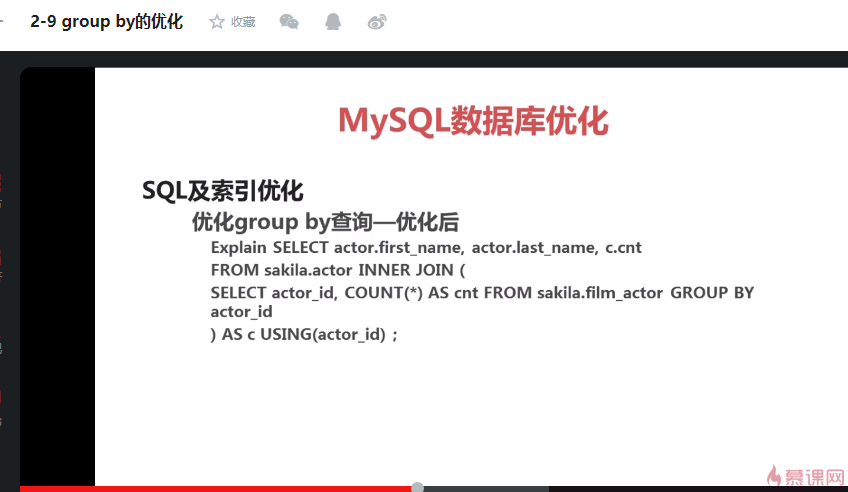 2-9 group by的优化
收藏
MySQL数据库优化
SQL及索引优化
优化group by查询—优化后
Explain SELECT actor.first_name, actor.last_name, c.cnt
FROM sakila.actor INNER JOIN (
SELECT actor_id, COUNT(*) AS cnt FROM sakila.film_actor GROUP BY
actor_id
) AS c USING(actor_id) ;
慕课网